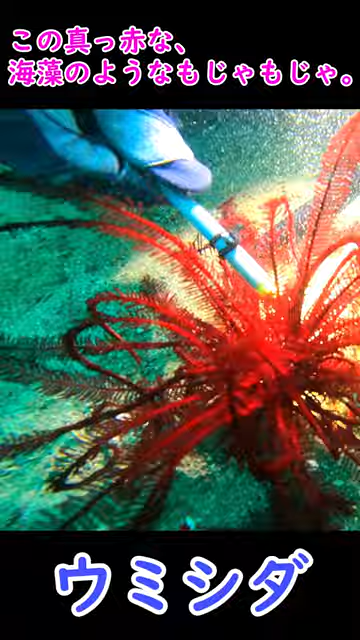 この真っ赤な、
海藻のようなもじゃもじゃ。
ウミシダ